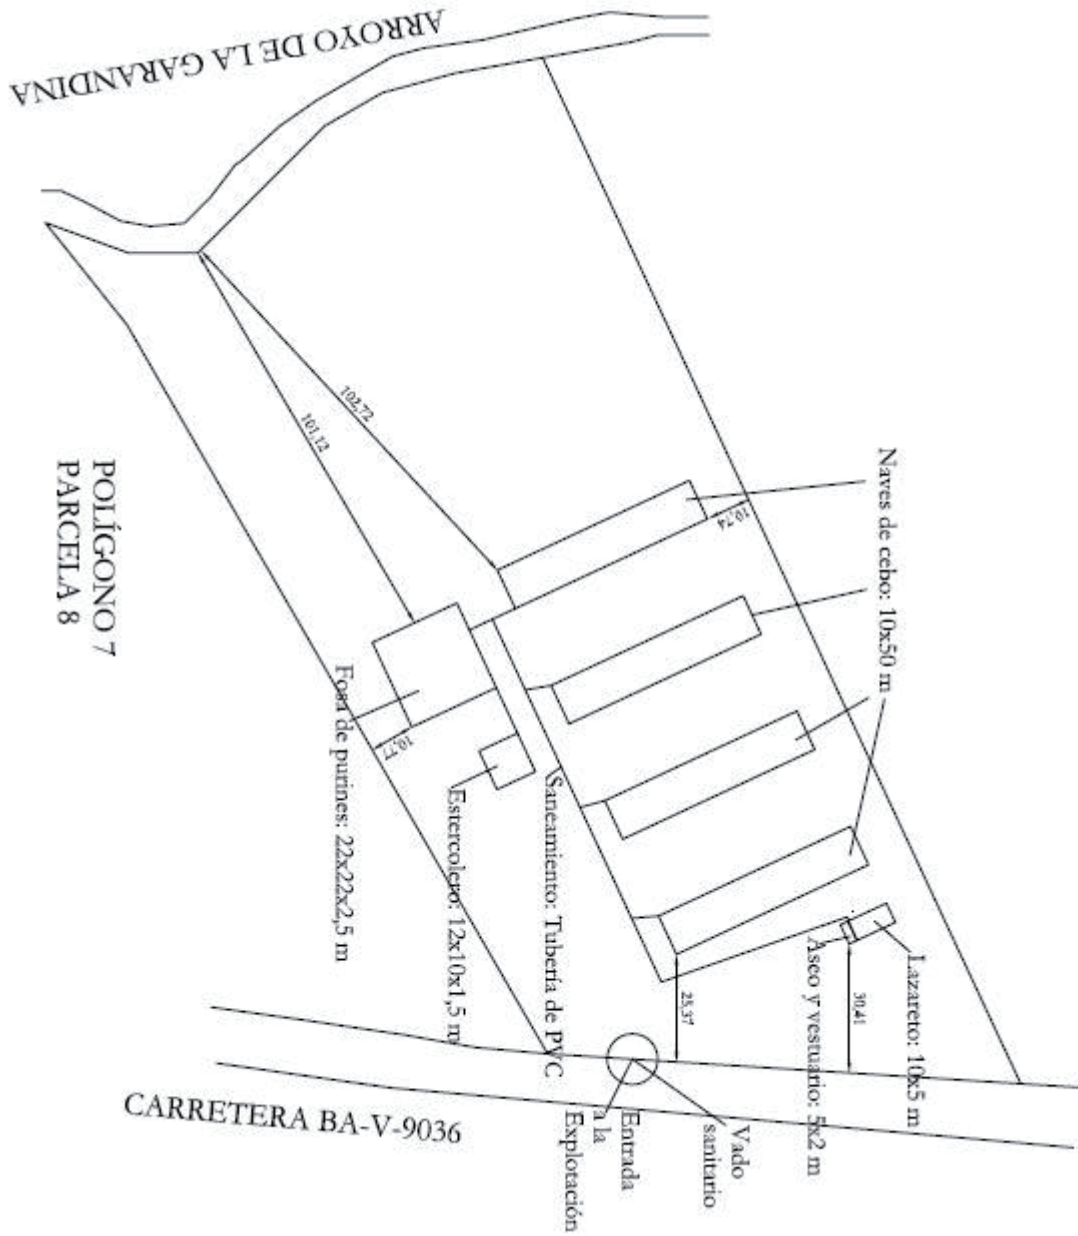 ARROYO DE LA GARANDINA
102,72
101,12
10,74
Naves de cebo: 10x50 m
POLÍGONO 7
PARCELA 8
10,77
Fosa de purines: 22x22x2,5 m
Estercolero: 12x10x1,5 m
Saneamiento: Tubería de PVC
25,37
30,41
Aseo y vestuario: 5x2 m
Lazareto: 10x5 m
CARRETERA BA-V-9036
Entrada
a la
Explotación
Vado
sanitario